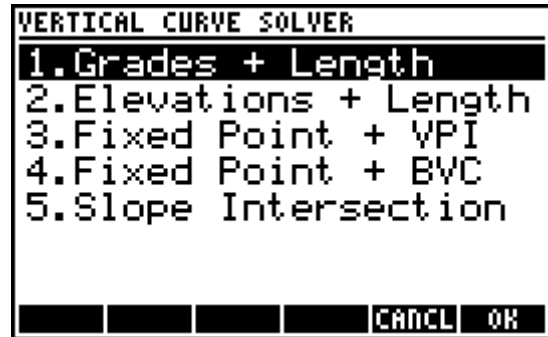 VERTICAL CURVE SOLVER
1.Grades + Length
2.Elevations + Length
3.Fixed Point + VPI
4.Fixed Point + BVC
5.Slope Intersection
CANCL OK